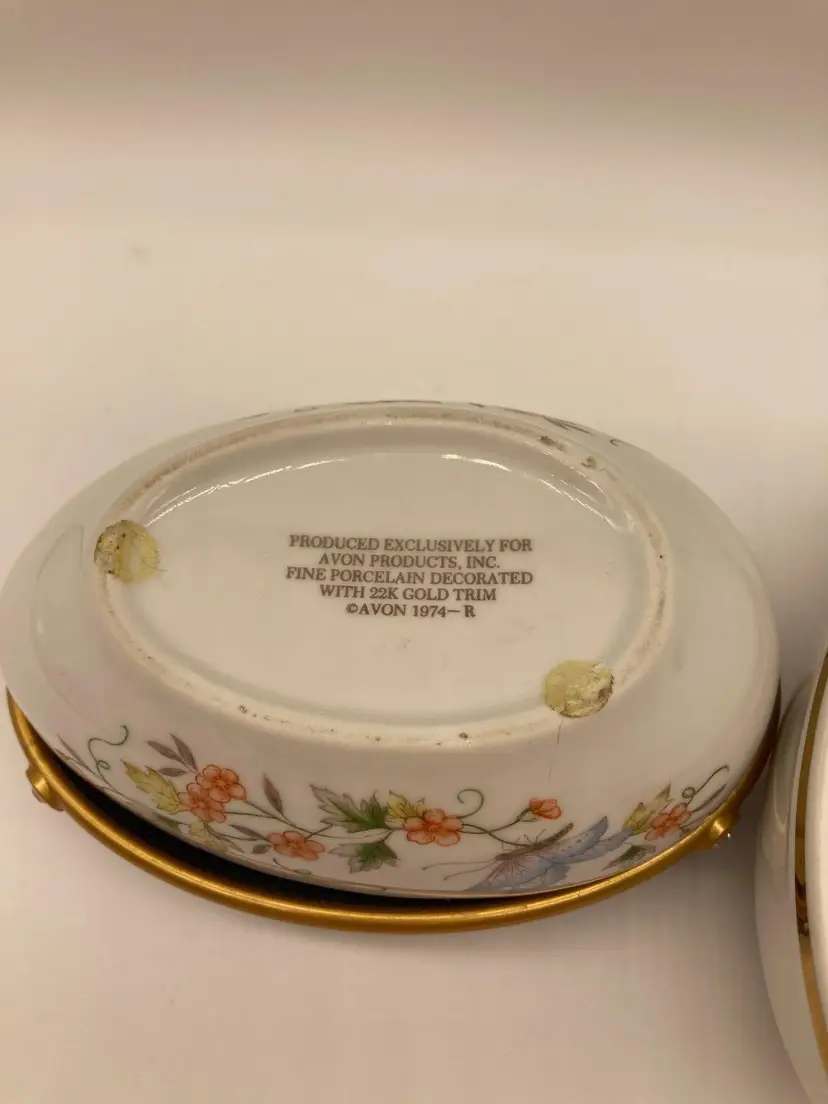 PRODUCED EXCLUSIVELY FOR
AVON PRODUCTS, INC.
FINE PORCELAIN DECORATED
WITH 22K GOLD TRIM
©AVON 1974—R